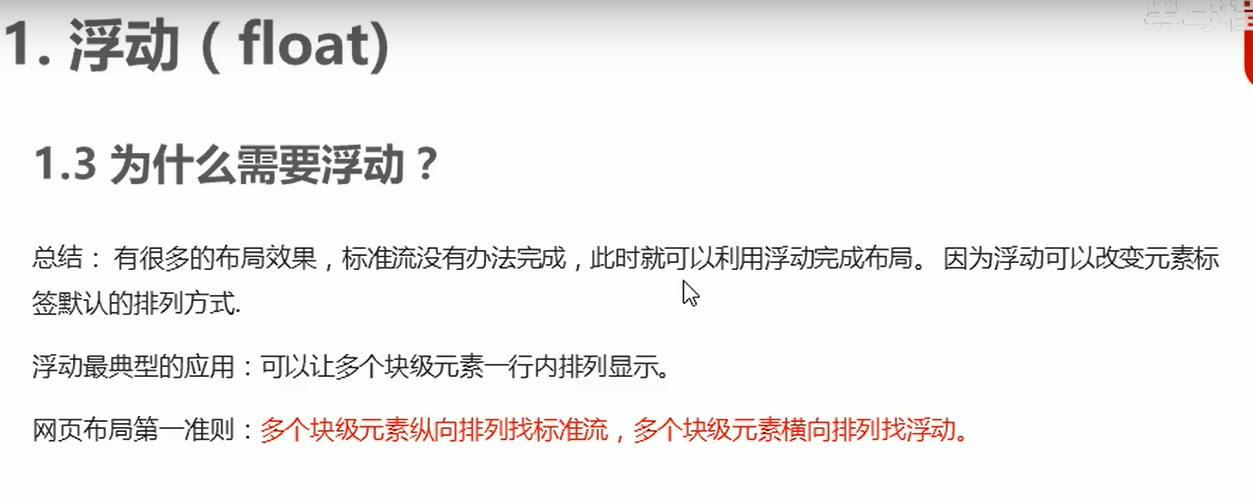 1. 浮动（float)
1.3 为什么需要浮动？
总结： 有很多的布局效果，标准流没有办法完成，此时就可以利用浮动完成布局。 因为浮动可以改变元素标
签默认的排列方式.
浮动最典型的应用：可以让多个块级元素一行内排列显示。
网页布局第一准则：多个块级元素纵向排列找标准流，多个块级元素横向排列找浮动。